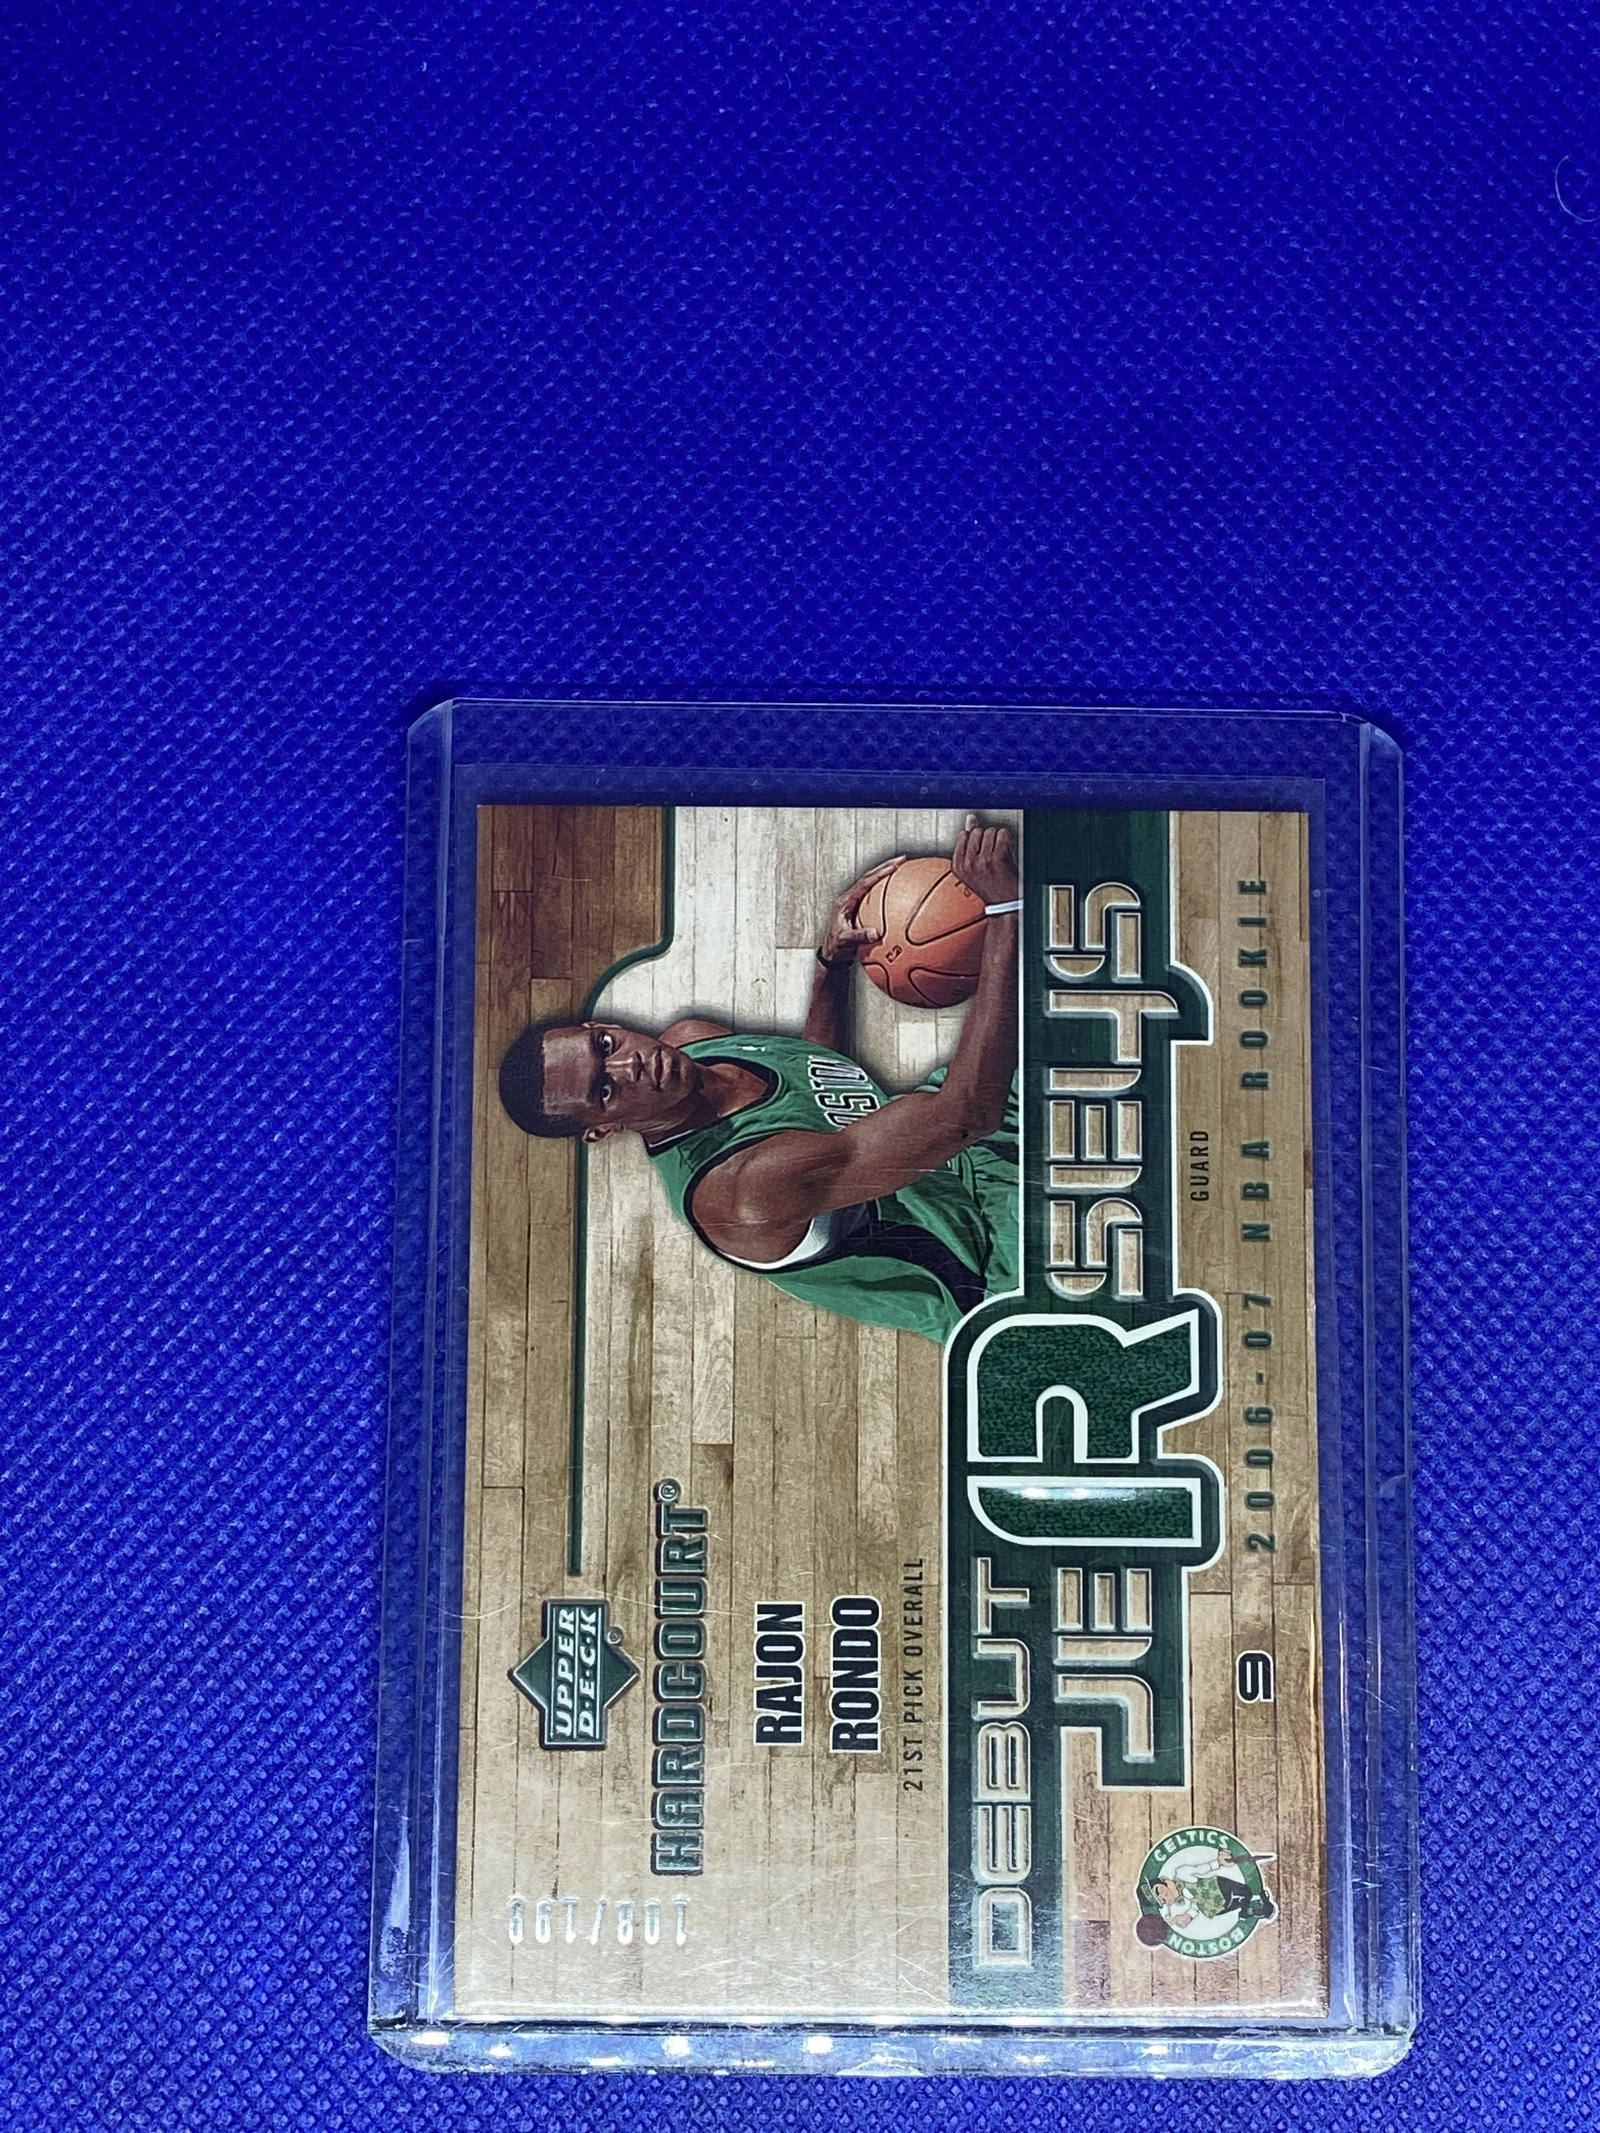 UPPER
D·E·C·K®
HARDCOURT®
108/199
RAJON
RONDO
21ST PICK OVERALL
BOSTON
DEBUT
JERSEYS
GUARD
9
2006-07 NBA ROOKIE
CELTICS
BOSTON